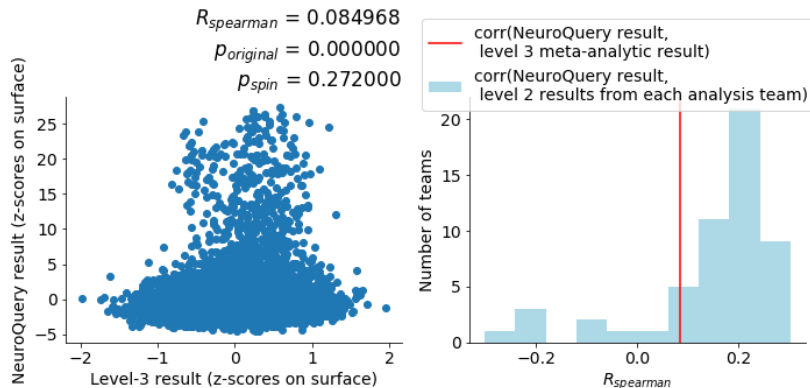 R_spearman = 0.084968
p_original = 0.000000
p_spin = 0.272000
NeuroQuery result (z-scores on surface)
25
20
15
10
5
0
−5
−2
−1
0
1
2
Level-3 result (z-scores on surface)
corr(NeuroQuery result,
level 3 meta-analytic result)
corr(NeuroQuery result,
level 2 results from each analysis team)
Number of teams
20
15
10
5
0
−0.2
0.0
0.2
R_spearman